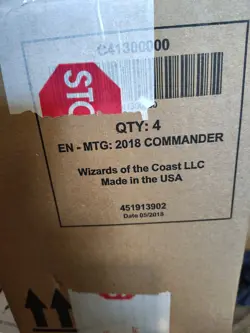 C41300000
STO
QTY: 4
EN - MTG: 2018 COMMANDER
Wizards of the Coast LLC
Made in the USA
451913902
Date 05/2018